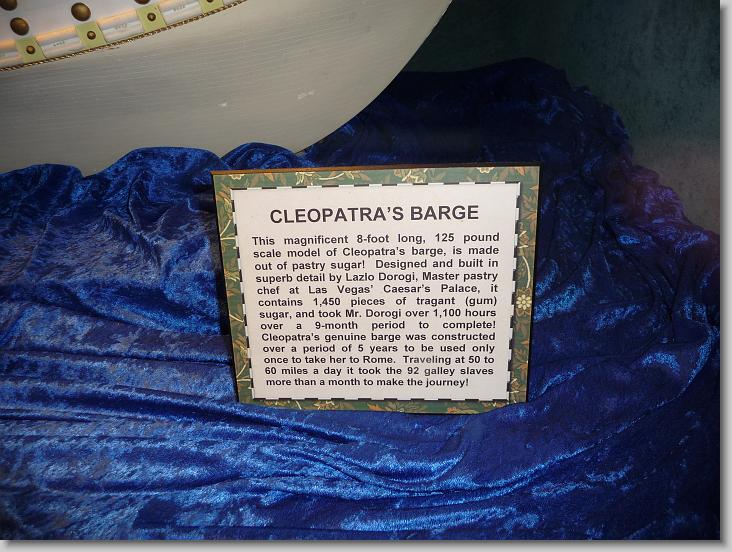 CLEOPATRA'S BARGE
This magnificent 8-foot long, 125 pound
scale model of Cleopatra's barge, is made
out of pastry sugar! Designed and built in
superb detail by Lazlo Dorogi, Master pastry
chef at Las Vegas' Caesar's Palace, it
contains 1,450 pieces of tragant (gum)
sugar, and took Mr. Dorogi over 1,100 hours
over a 9-month period to complete!
Cleopatra's genuine barge was constructed
over a period of 5 years to be used only
once to take her to Rome. Traveling at 50 to
60 miles a day it took the 92 galley slaves
more than a month to make the journey!